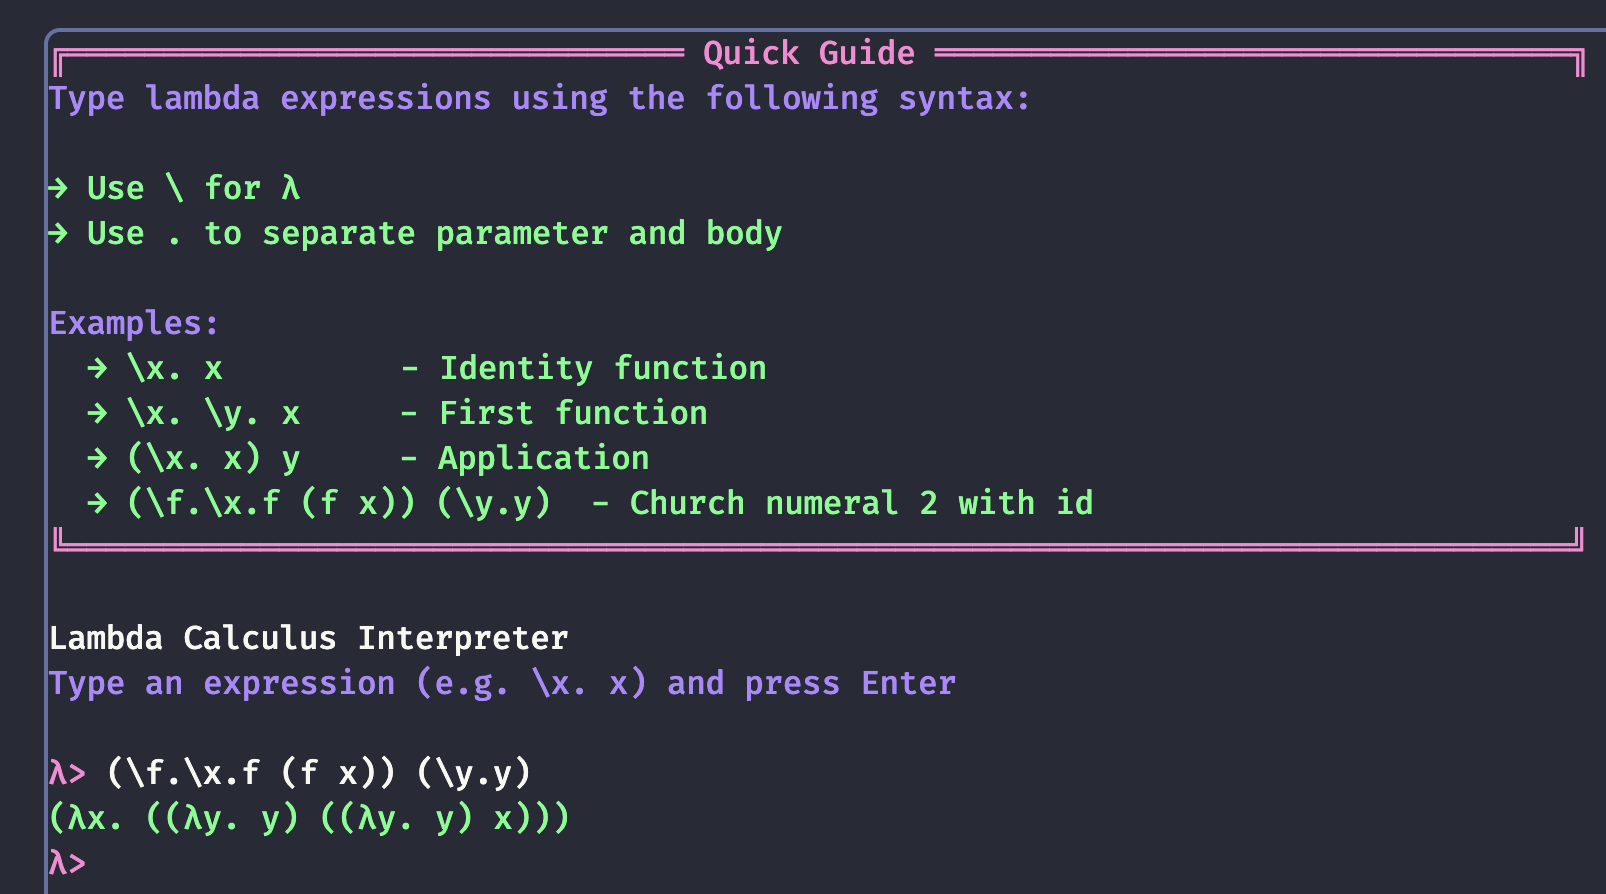 Quick Guide
Type lambda expressions using the following syntax:
→ Use \ for λ
→ Use . to separate parameter and body
Examples:
→ \x. x - Identity function
→ \x. \y. x - First function
→ (\x. x) y - Application
→ (\f.\x.f (f x)) (\y.y) - Church numeral 2 with id
Lambda Calculus Interpreter
Type an expression (e.g. \x. x) and press Enter
λ> (\f.\x.f (f x)) (\y.y)
(λx. ((λy. y) ((λy. y) x)))
λ>